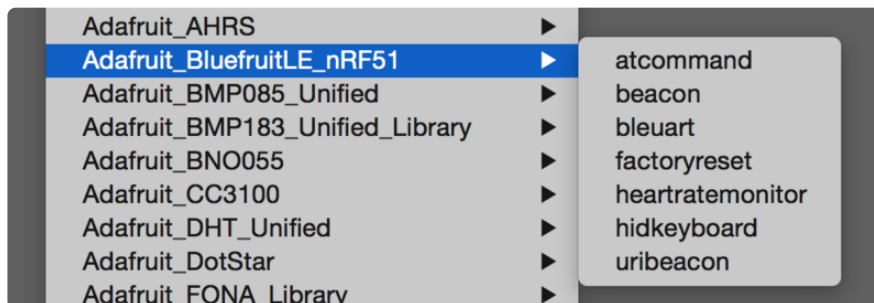 Adafruit_AHRS
Adafruit_BluefruitLE_nRF51
Adafruit_BMP085_Unified
Adafruit_BMP183_Unified_Library
Adafruit_BNO055
Adafruit_CC3100
Adafruit_DHT_Unified
Adafruit_DotStar
Adafruit_FONA_Library
atcommand
beacon
bleuart
factoryreset
heartratemonitor
hidkeyboard
uribeacon